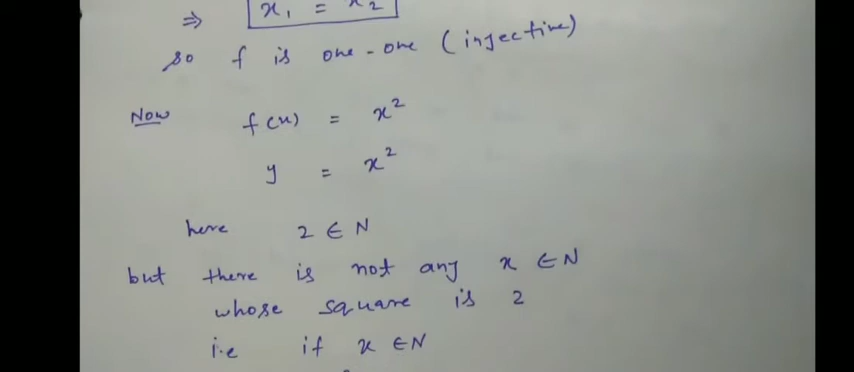 ⇒ x₁ = x₂
so f is one-one (injective)
Now f(x) = x²
y = x²
here 2 ∈ N
but there is not any x ∈ N
whose square is 2
i.e if x ∈ N